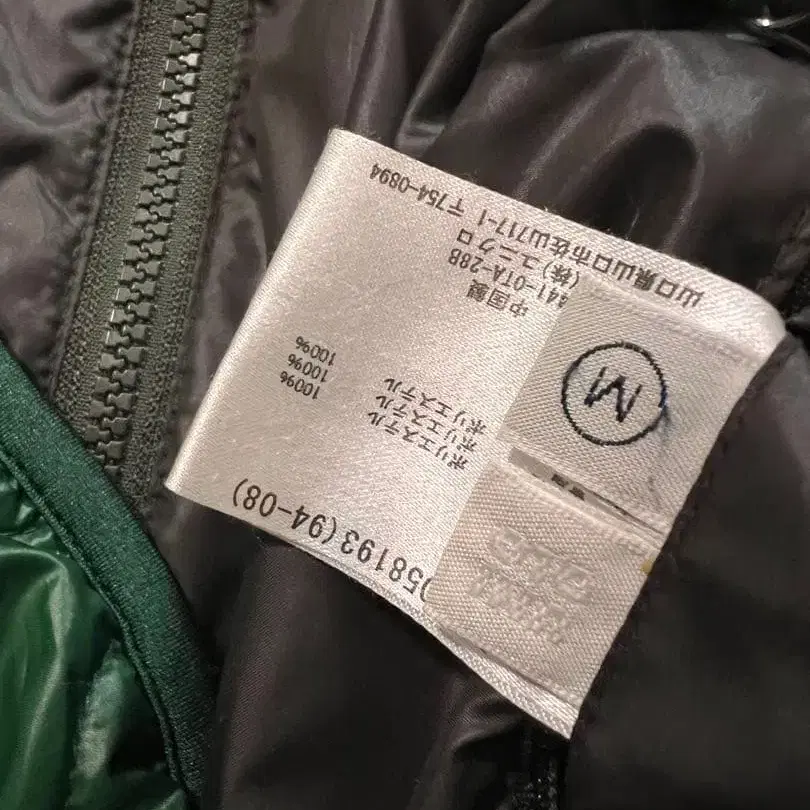 058193(94-08)
ポリエステル 100%
ポリエステル 100%
ポリエステル 100%
中国製
441-0TA-28B
(株)ユニクロ
山口県山口市佐山717-1 〒754-0894
M